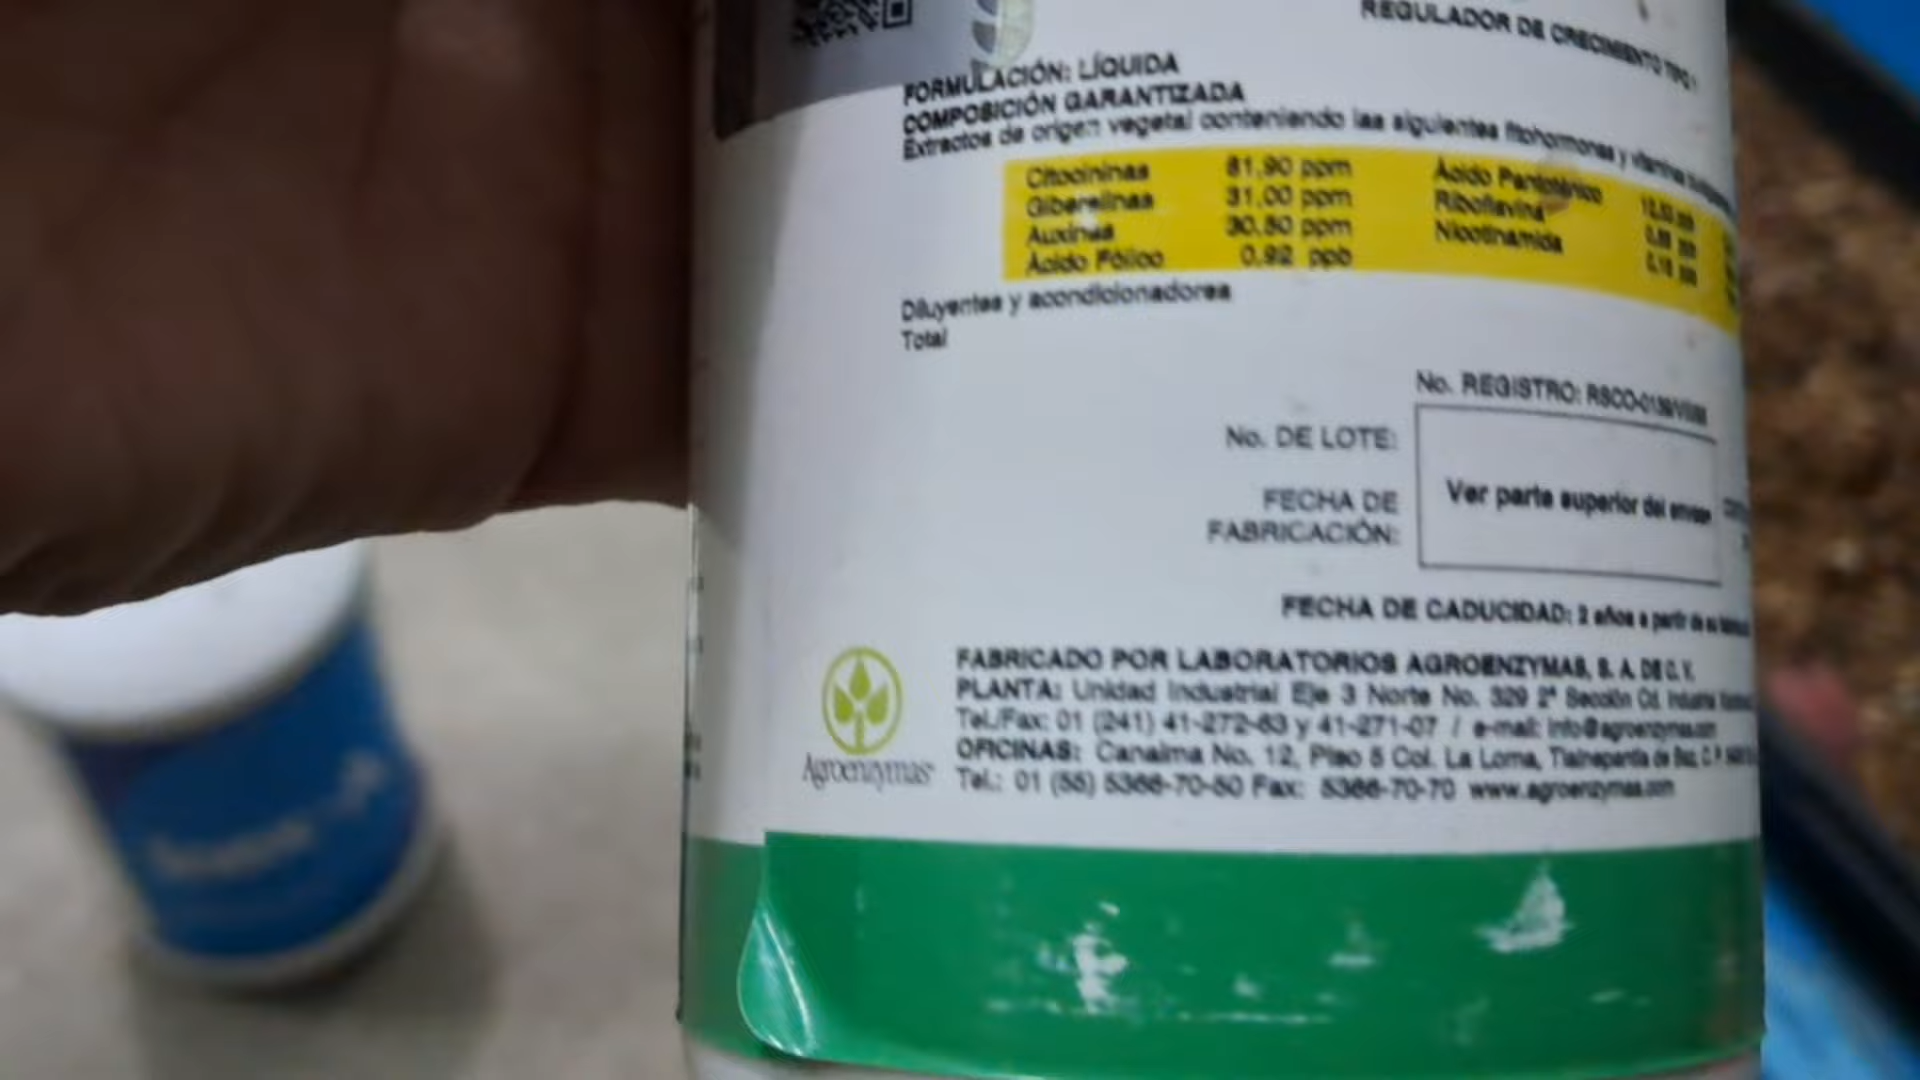 REGULADOR DE CRECIMIENTO TIPO 1
FORMULACIÓN: LÍQUIDA
COMPOSICIÓN GARANTIZADA
Extractos de origen vegetal conteniendo las siguientes fitohormonas y vitaminas
Citocininas 81,90 ppm Ácido Pantoténico
Giberelinas 31,00 ppm Riboflavina
Auxinas 30,80 ppm Nicotinamida
Ácido Fólico 0,92 ppb
Diluyentes y acondicionadores
Total
No. REGISTRO:
No. DE LOTE:
FECHA DE
FABRICACIÓN:
Ver parte superior del envase
FECHA DE CADUCIDAD: 2 años a partir de su
FABRICADO POR LABORATORIOS AGROENZYMAS, S. A. DE C. V.
PLANTA: Unidad Industrial Eje 3 Norte No. 329 2ª Sección Cd. Industrial
Tel./Fax: 01 (241) 41-272-63 y 41-271-07 / e-mail: info@agroenzymas.com
OFICINAS: Canaima No. 12, Piso 5 Col. La Loma, Tlalnepantla de Baz, C. P.
Tel.: 01 (55) 5366-70-50 Fax: 5366-70-70 www.agroenzymas.com
Agroenzymas